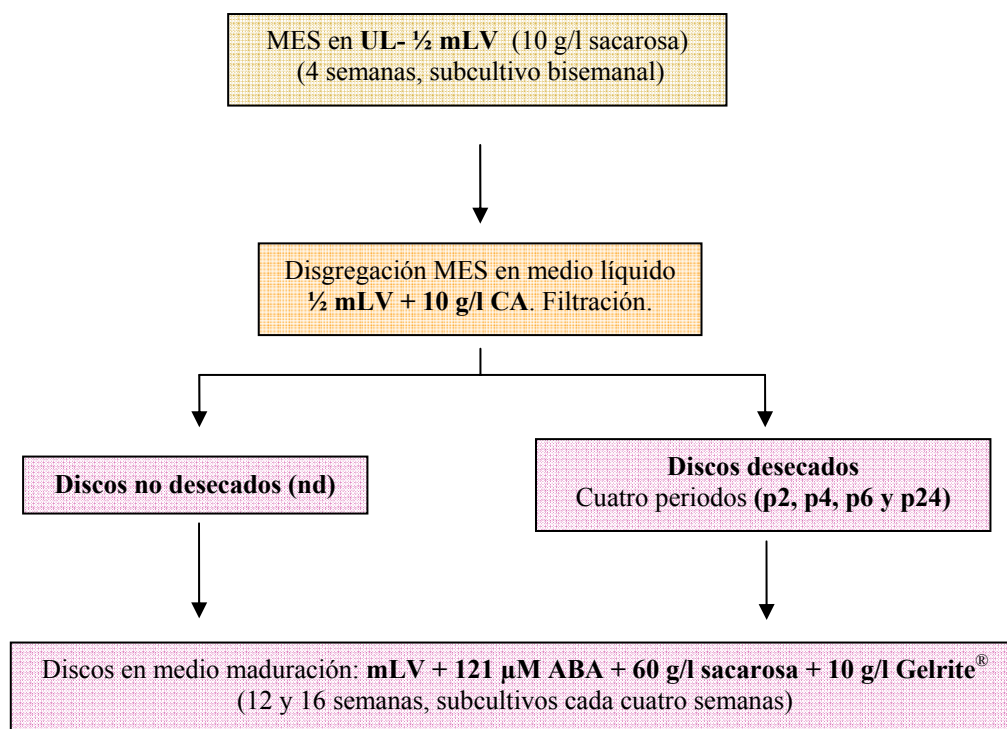 MES en UL- ½ mLV (10 g/l sacarosa)
(4 semanas, subcultivo bisemanal)
Disgregación MES en medio líquido
½ mLV + 10 g/l CA. Filtración.
Discos no desecados (nd)
Discos desecados
Cuatro periodos (p2, p4, p6 y p24)
Discos en medio maduración: mLV + 121 µM ABA + 60 g/l sacarosa + 10 g/l Gelrite®
(12 y 16 semanas, subcultivos cada cuatro semanas)